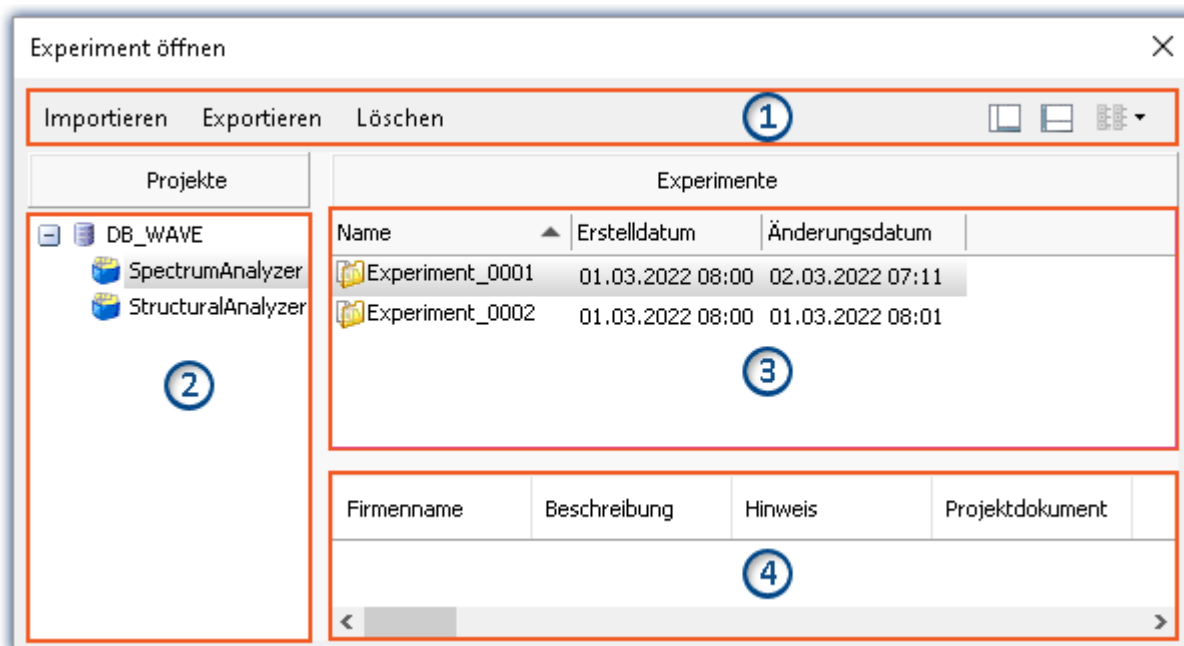 Experiment öffnen
Importieren Exportieren Löschen 1
Projekte Experimente
DB_WAVE
SpectrumAnalyzer
StructuralAnalyzer
2
Name Erstelldatum Änderungsdatum
Experiment_0001 01.03.2022 08:00 02.03.2022 07:11
Experiment_0002 01.03.2022 08:00 01.03.2022 08:01
3
Firmenname Beschreibung Hinweis Projektdokument
4